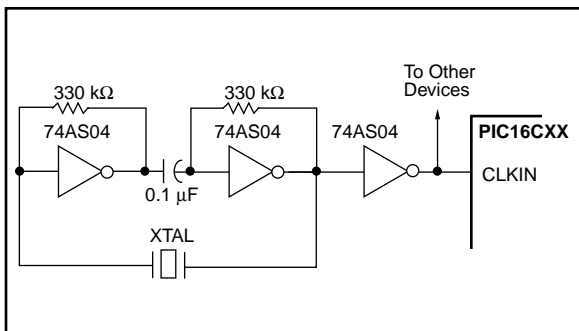 330 kΩ
330 kΩ
To Other
Devices
74AS04
74AS04
74AS04
PIC16CXX
CLKIN
0.1 µF
XTAL